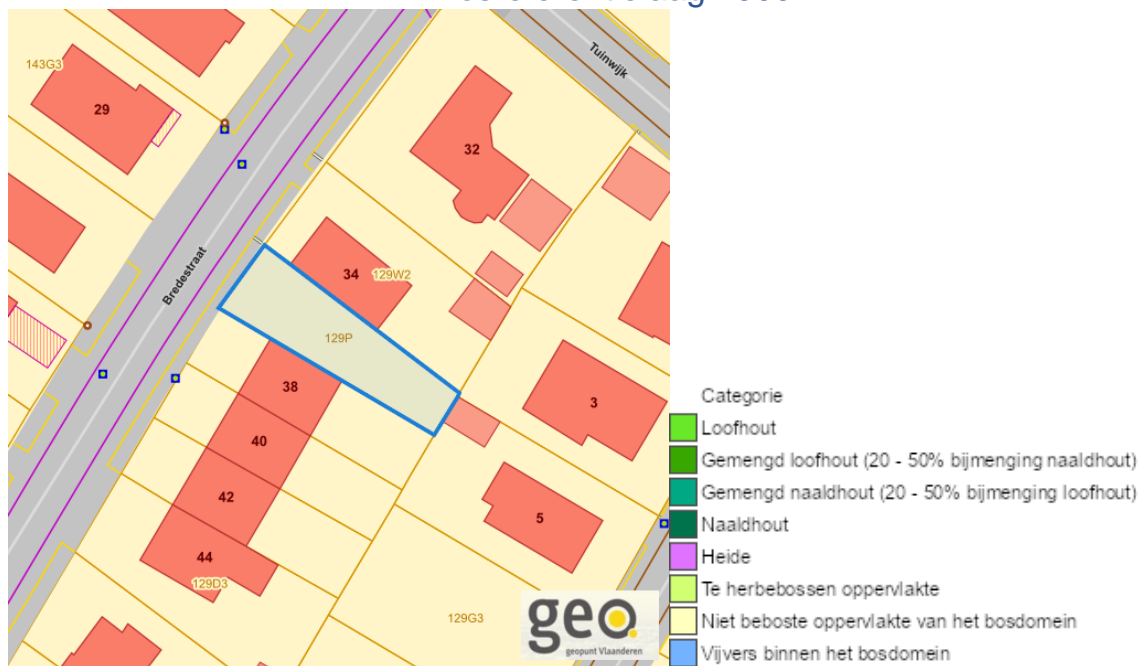 143G3
29
Tuinwijk
32
Bredestraat
34
129W2
129P
38
3
40
42
5
44
129D3
129G3
geo
geopunt Vlaanderen
Categorie
Loofhout
Gemengd loofhout (20 - 50% bijmenging naaldhout)
Gemengd naaldhout (20 - 50% bijmenging loofhout)
Naaldhout
Heide
Te herbebossen oppervlakte
Niet beboste oppervlakte van het bosdomein
Vijvers binnen het bosdomein